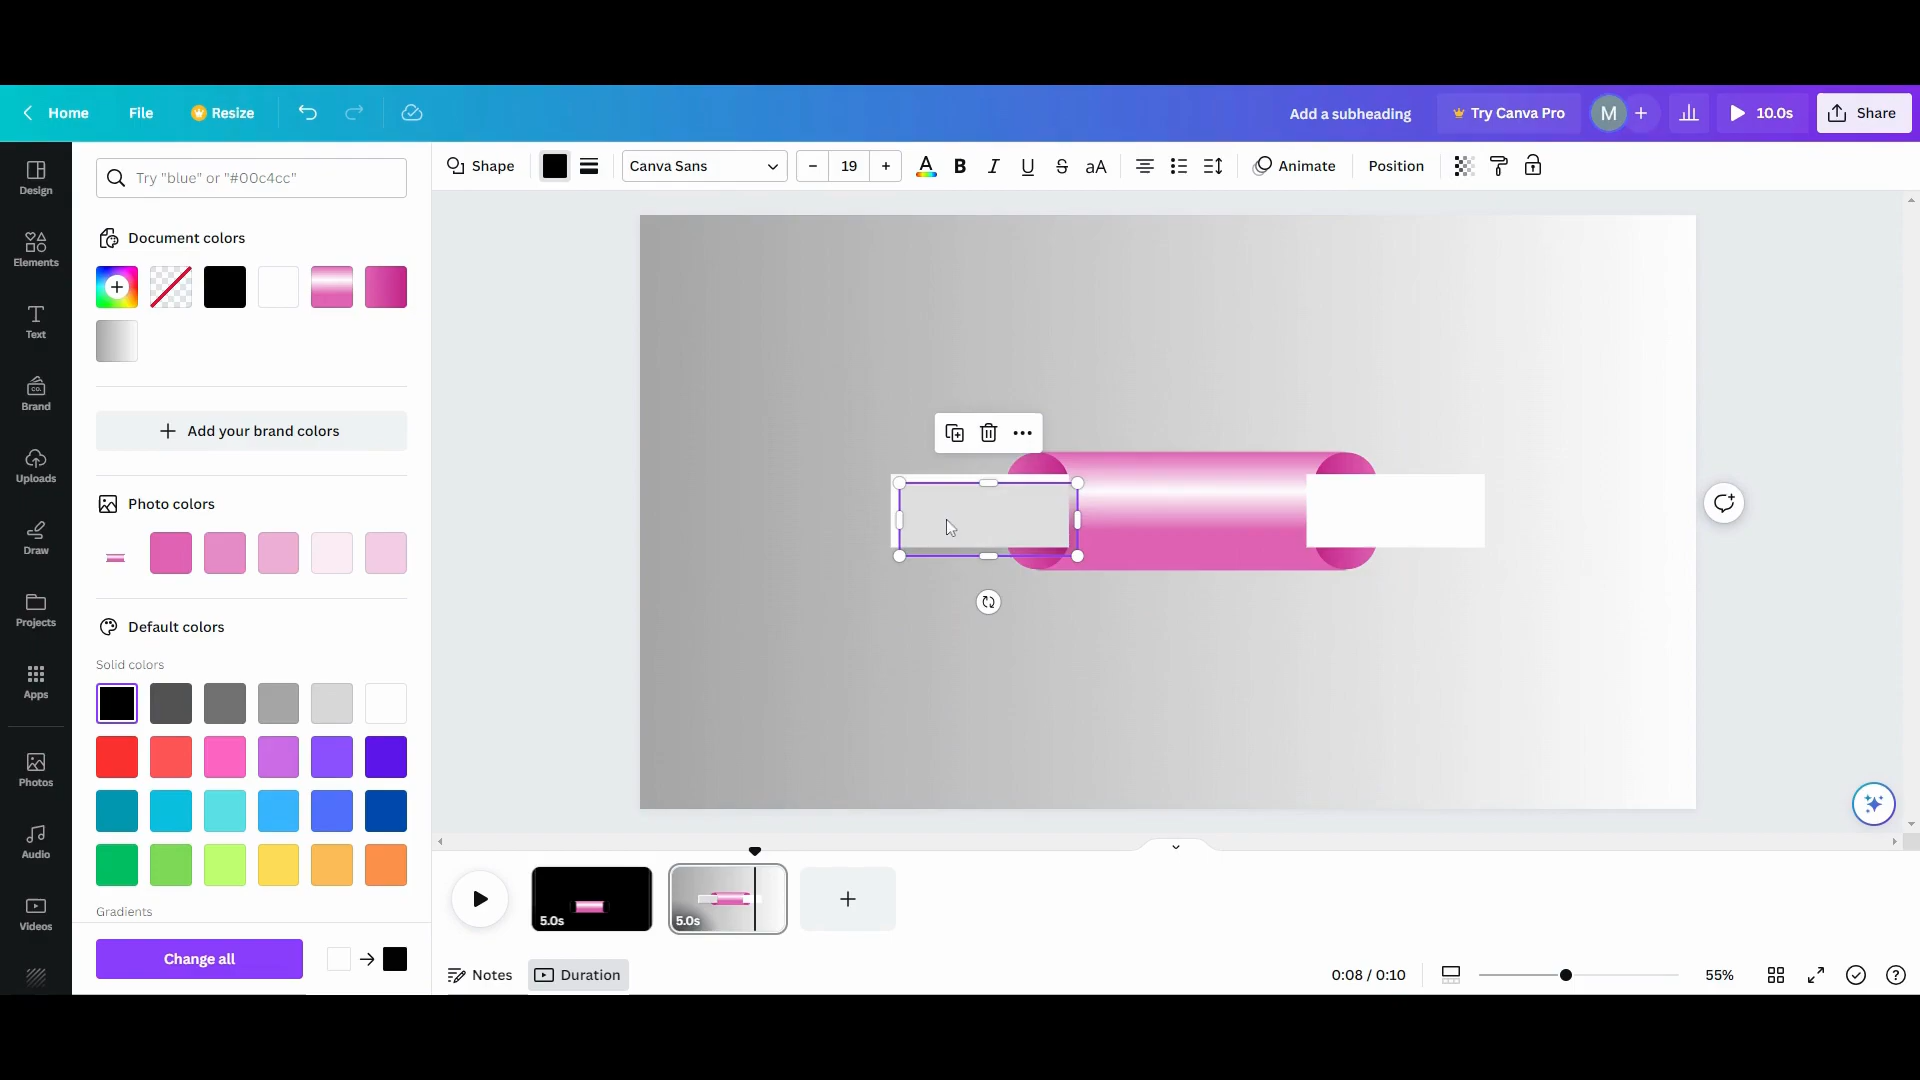 Home
File
Resize
Add a subheading
Try Canva Pro
M
10.0s
Share
Design
Elements
Text
Brand
CO.
Uploads
Draw
Projects
Apps
Photos
Audio
Videos
Try "blue" or "#00c4cc"
Document colors
Add your brand colors
Photo colors
Default colors
Solid colors
Gradients
Change all
Shape
Canva Sans
19
A
B
I
U
S
aA
Animate
Position
5.0s
5.0s
Notes
Duration
0:08 / 0:10
55%